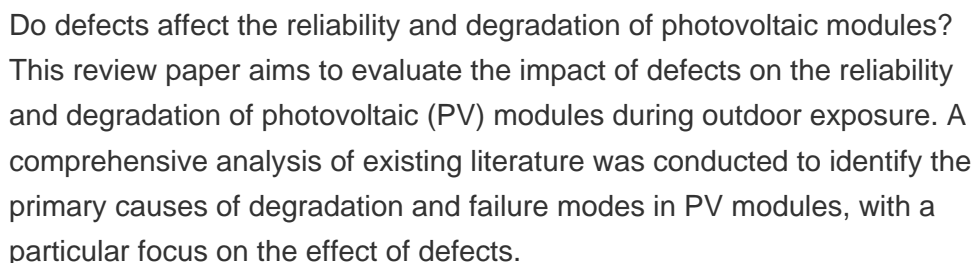 Do defects affect the reliability and degradation of photovoltaic modules?
This review paper aims to evaluate the impact of defects on the reliability
and degradation of photovoltaic (PV) modules during outdoor exposure. A
comprehensive analysis of existing literature was conducted to identify the
primary causes of degradation and failure modes in PV modules, with a
particular focus on the effect of defects.